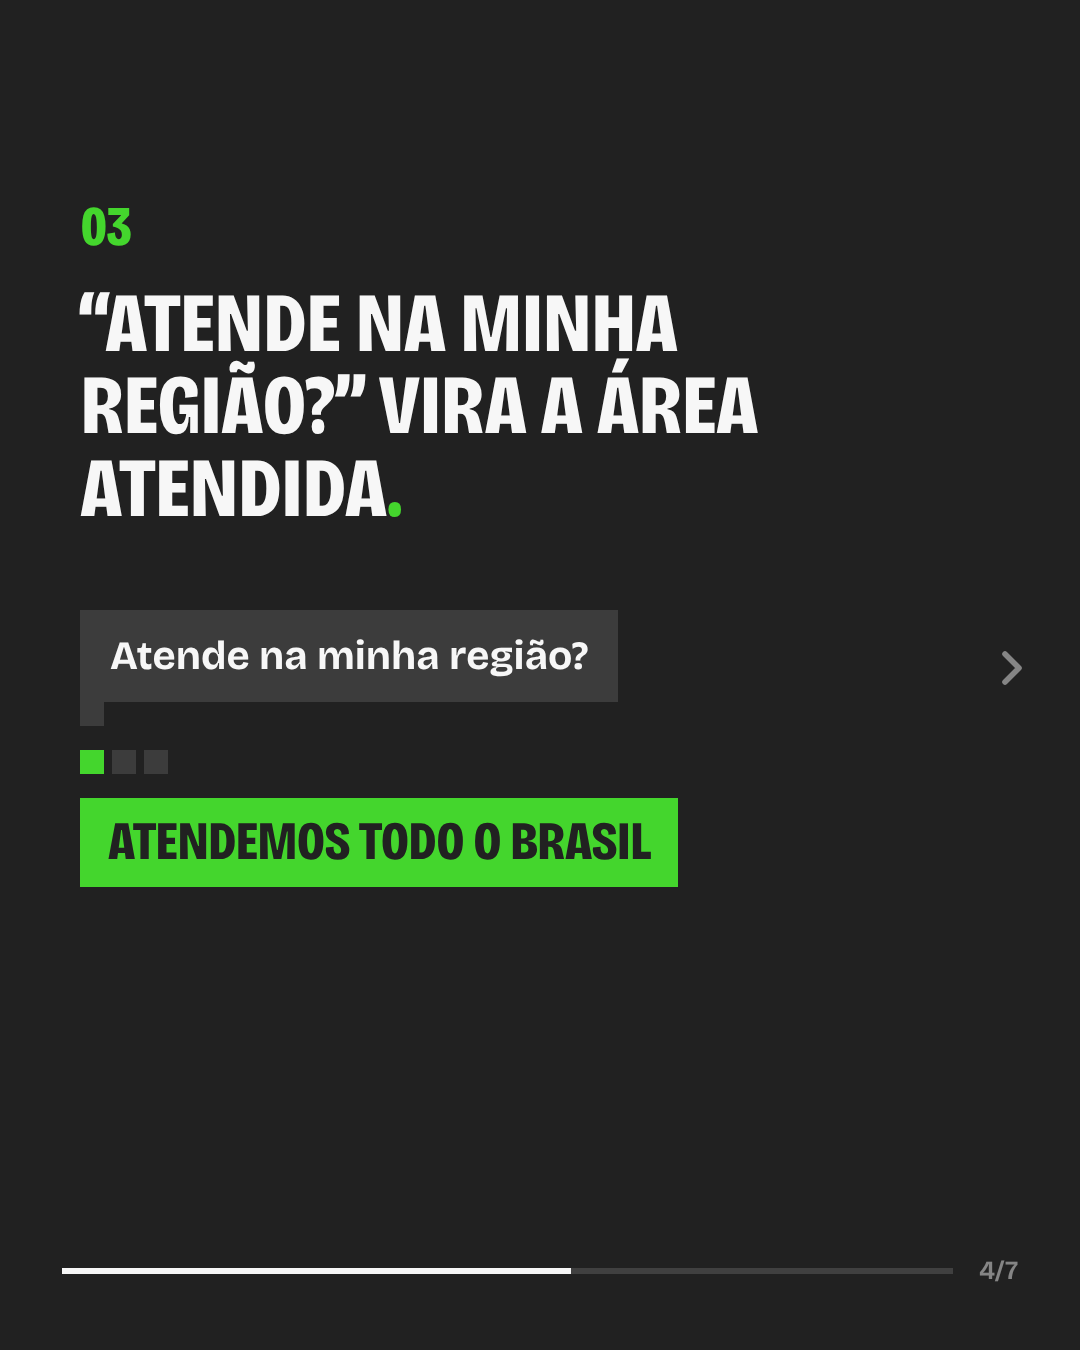 03
“ATENDE NA MINHA
REGIÃO?” VIRA A ÁREA
ATENDIDA.
Atende na minha região?
ATENDEMOS TODO O BRASIL
4/7